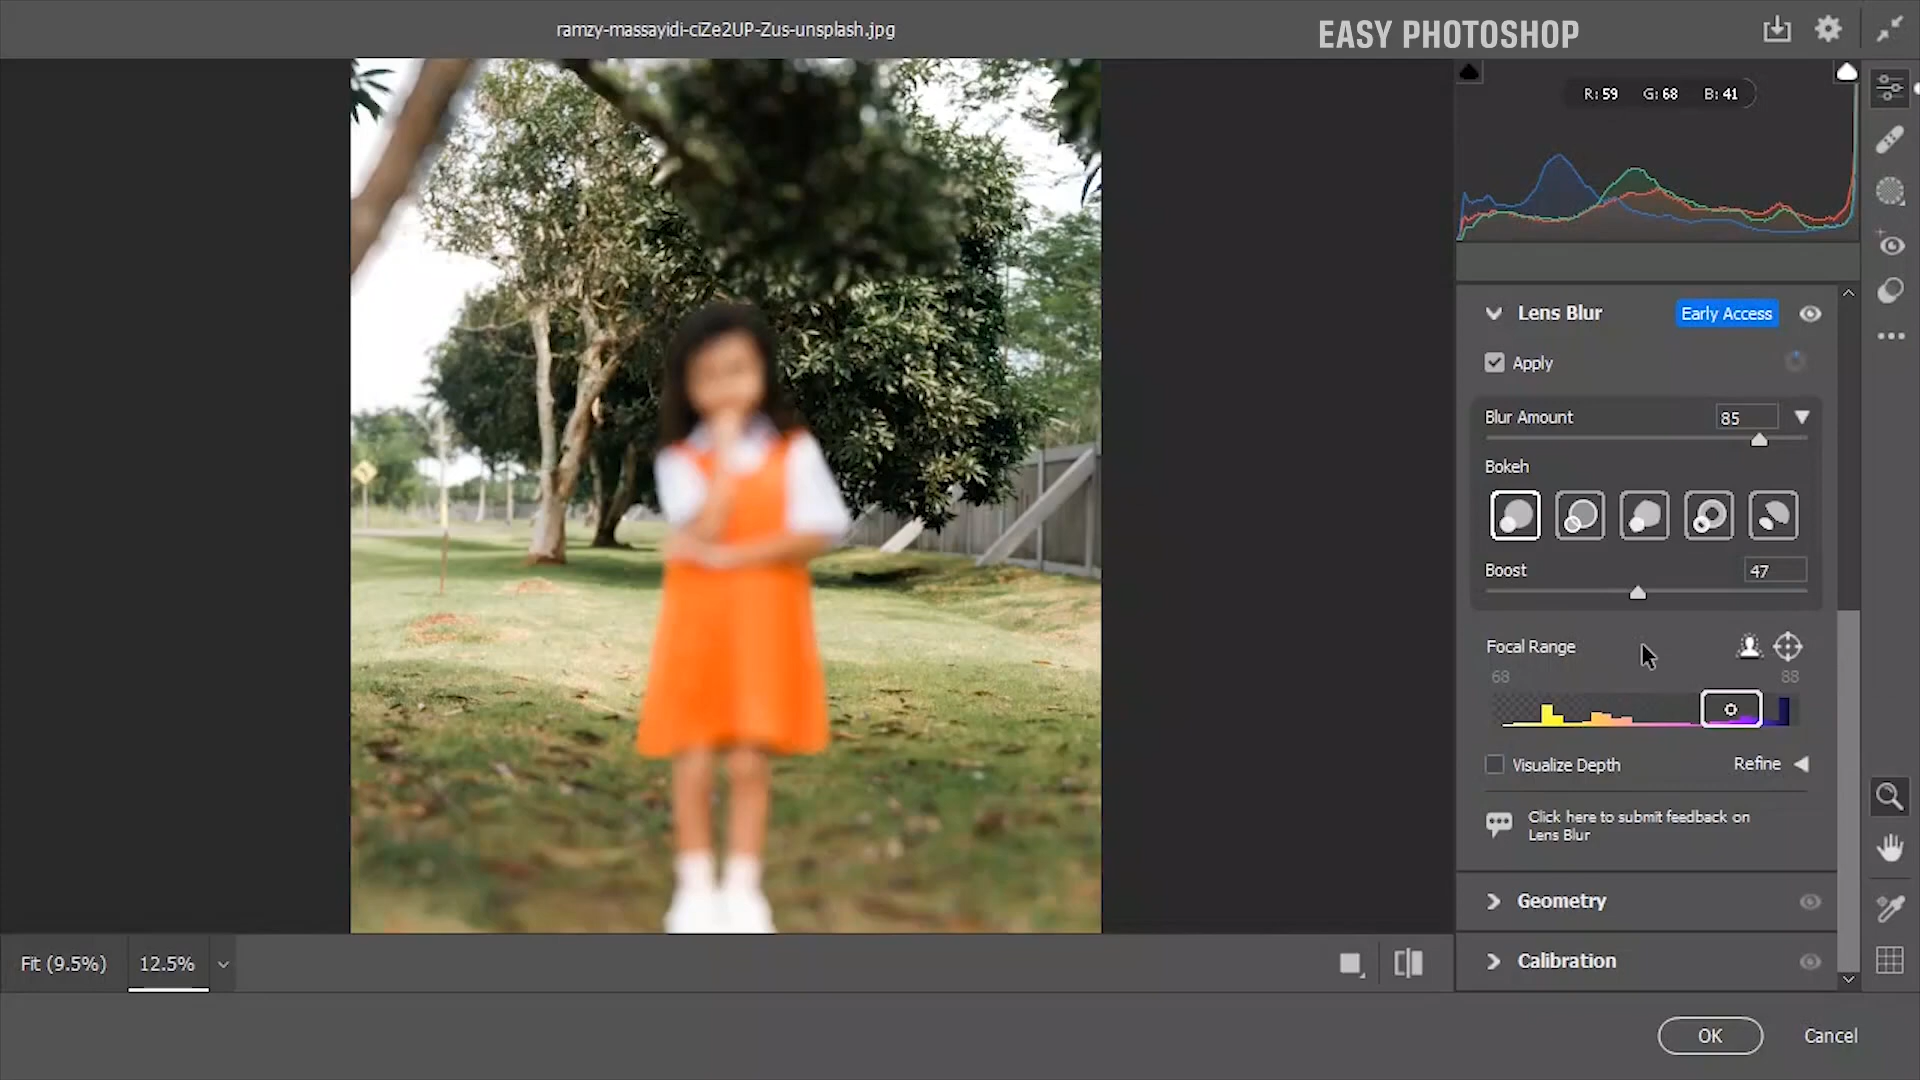 ramzy-massayidi-ciZe2UP-Zus-unsplash.jpg
EASY PHOTOSHOP
R: 59 G: 68 B: 41
Lens Blur Early Access
Apply
Blur Amount 85
Bokeh
Boost 47
Focal Range
68 88
Visualize Depth Refine
Click here to submit feedback on
Lens Blur
Geometry
Calibration
Fit (9.5%) 12.5%
OK Cancel